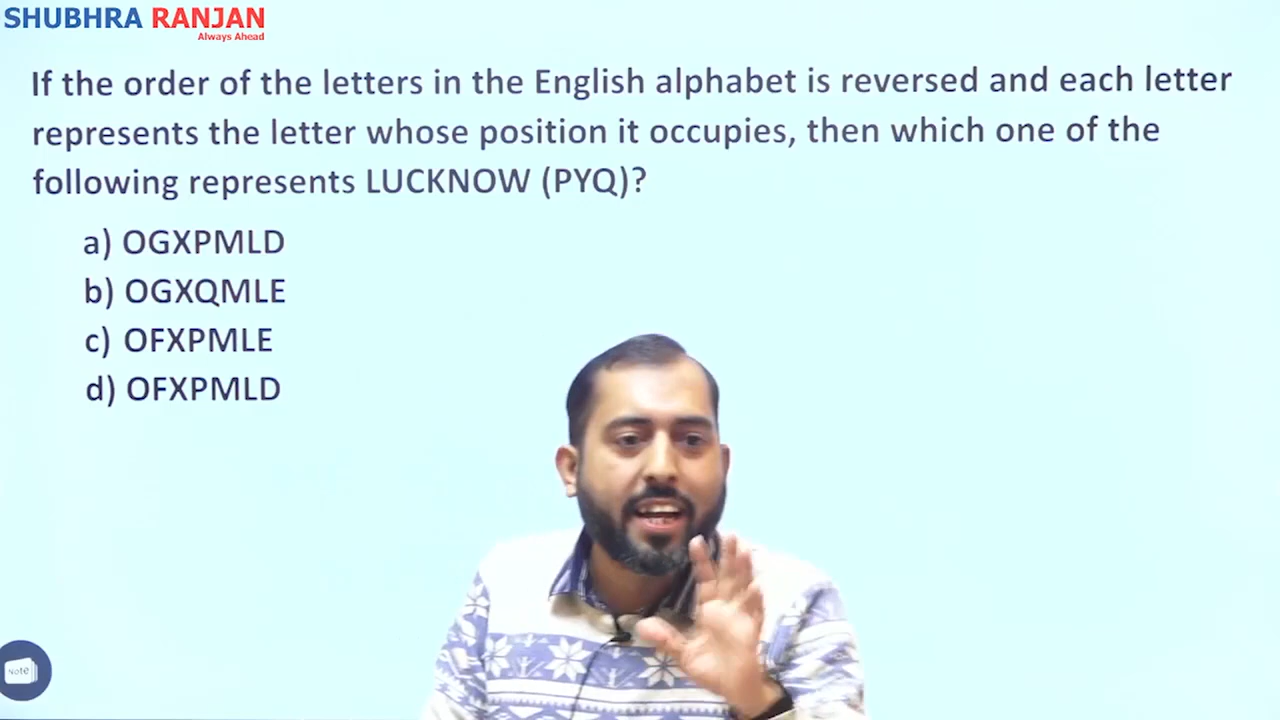 SHUBHRA RANJAN
Always Ahead
If the order of the letters in the English alphabet is reversed and each letter
represents the letter whose position it occupies, then which one of the
following represents LUCKNOW (PYQ)?
a) OGXPMLD
b) OGXQMLE
c) OFXPMLE
d) OFXPMLD
Note